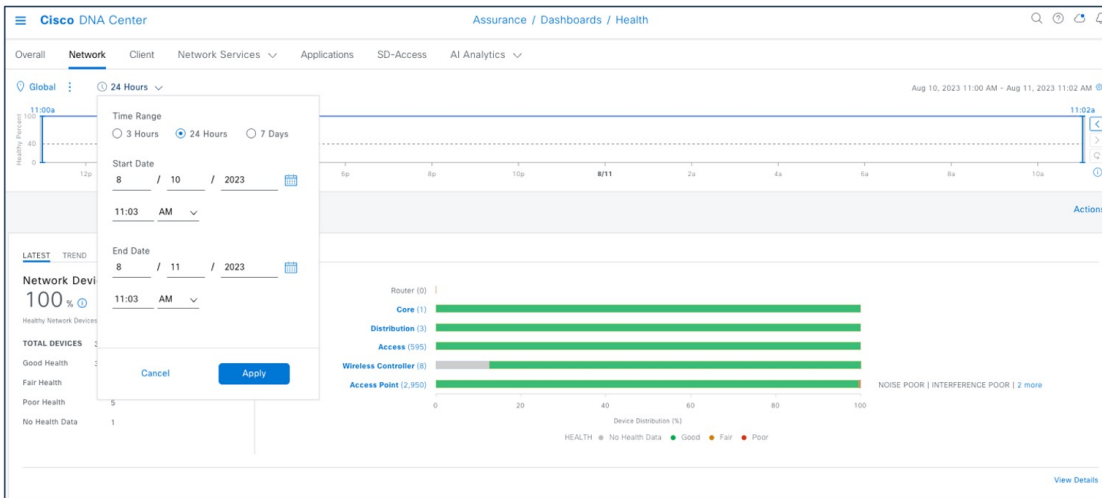 Cisco DNA Center
Assurance / Dashboards / Health
Overall Network Client Network Services Applications SD-Access AI Analytics
Global 24 Hours
Aug 10, 2023 11:00 AM - Aug 11, 2023 11:02 AM
11:00a 11:02a
Healthy Percent
100
40
0
12p 6p 8p 10p 8/11 2a 4a 6a 8a 10a
Time Range
3 Hours 24 Hours 7 Days
Start Date
8 / 10 / 2023
11:03 AM
End Date
8 / 11 / 2023
11:03 AM
Cancel Apply
Actions
LATEST TREND
Network Devi
100 %
Healthy Network Devices
TOTAL DEVICES
Good Health
Fair Health
Poor Health 5
No Health Data 1
Router (0)
Core (1)
Distribution (3)
Access (595)
Wireless Controller (8)
Access Point (2,950)
NOISE POOR | INTERFERENCE POOR | 2 more
0 20 40 60 80 100
Device Distribution (%)
HEALTH No Health Data Good Fair Poor
View Details